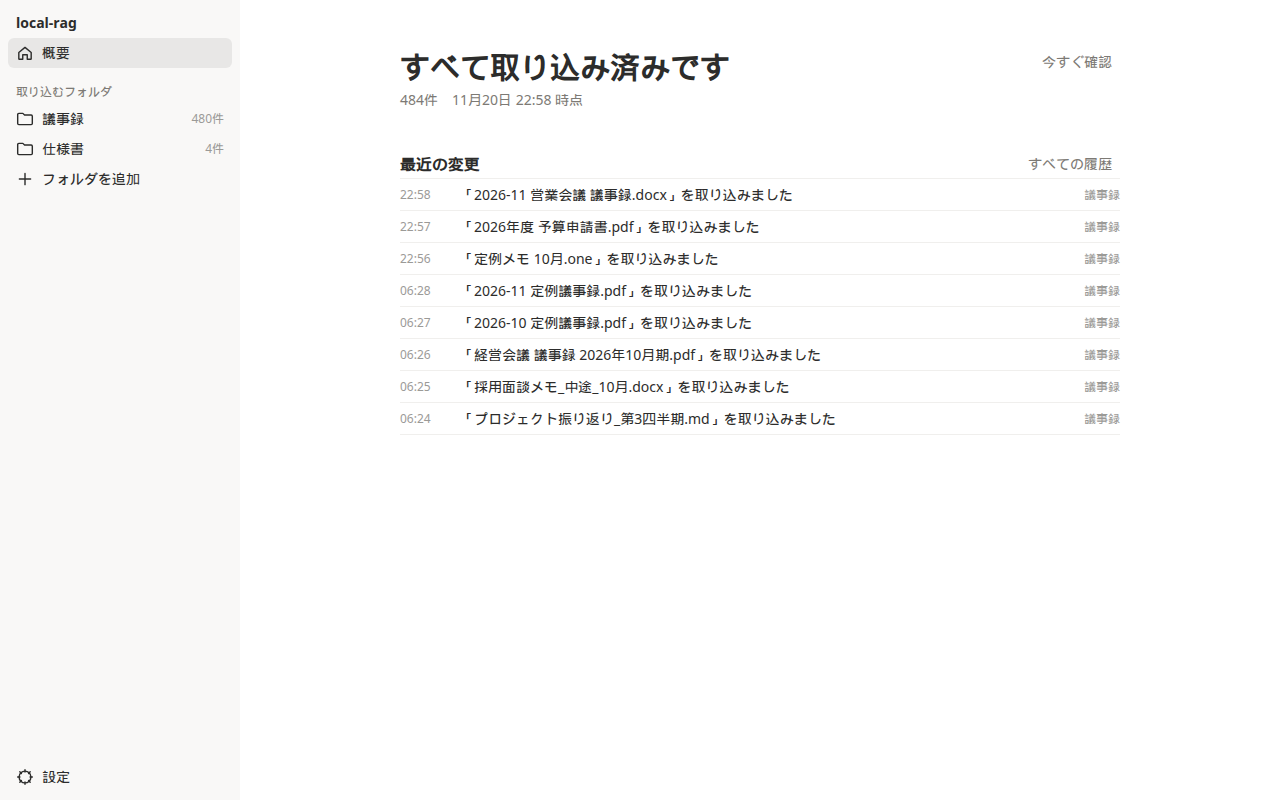 local-rag
概要
取り込むフォルダ
議事録 480件
仕様書 4件
フォルダを追加
設定
すべて取り込み済みです
今すぐ確認
484件 11月20日 22:58 時点
最近の変更
すべての履歴
22:58 「2026-11 営業会議 議事録.docx」を取り込みました 議事録
22:57 「2026年度 予算申請書.pdf」を取り込みました 議事録
22:56 「定例メモ 10月.one」を取り込みました 議事録
06:28 「2026-11 定例議事録.pdf」を取り込みました 議事録
06:27 「2026-10 定例議事録.pdf」を取り込みました 議事録
06:26 「経営会議 議事録 2026年10月期.pdf」を取り込みました 議事録
06:25 「採用面談メモ_中途_10月.docx」を取り込みました 議事録
06:24 「プロジェクト振り返り_第3四半期.md」を取り込みました 議事録